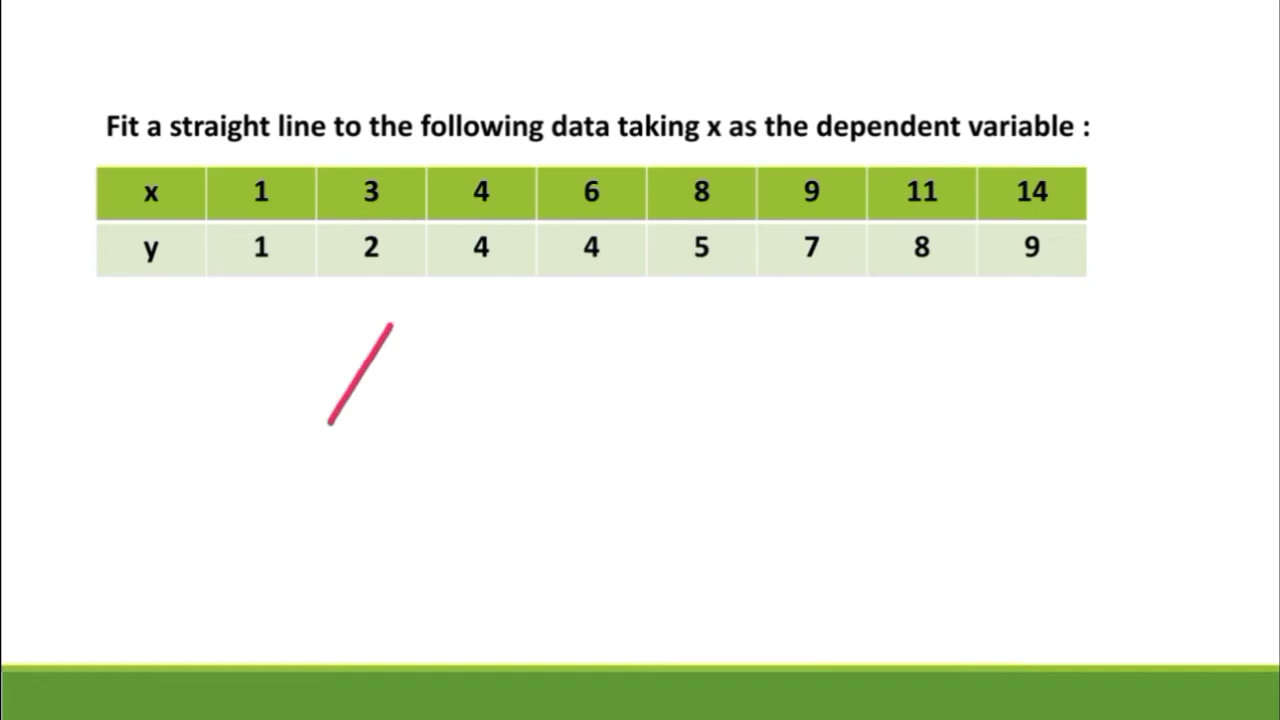 Fit a straight line to the following data taking x as the dependent variable :
x 1 3 4 6 8 9 11 14
y 1 2 4 4 5 7 8 9